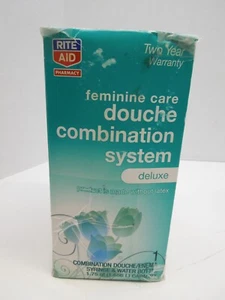 RITE
AID
PHARMACY
Two Year
Warranty
feminine care
douche
combination
system
deluxe
1
COMBINATION DOUCHE/ENEMA
SYRINGE & WATER BOTTLE